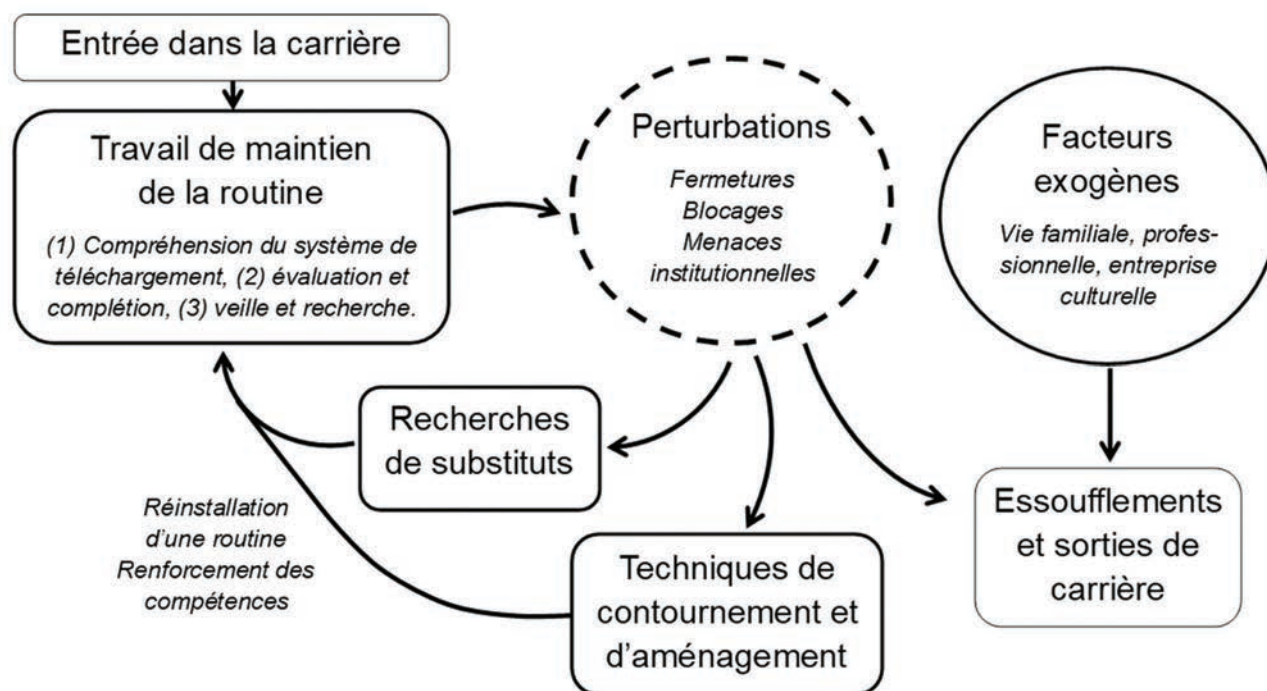 Entrée dans la carrière
Travail de maintien
de la routine
(1) Compréhension du système de
téléchargement, (2) évaluation et
complétion, (3) veille et recherche.
Perturbations
Fermetures
Blocages
Menaces
institutionnelles
Facteurs
exogènes
Vie familiale, profes-
sionnelle, entreprise
culturelle
Recherches
de substituts
Réinstallation
d’une routine
Renforcement des
compétences
Techniques de
contournement et
d’aménagement
Essoufflements
et sorties de
carrière